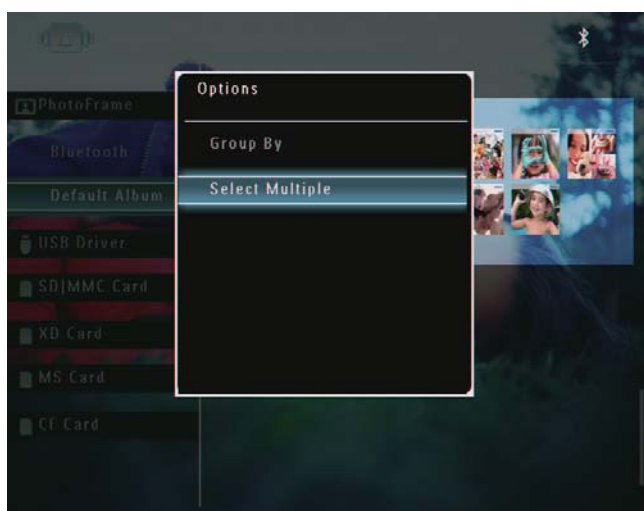 Options
Group By
Select Multiple
PhotoFrame
Bluetooth
Default Album
USB Driver
SD|MMC Card
XD Card
MS Card
CF Card